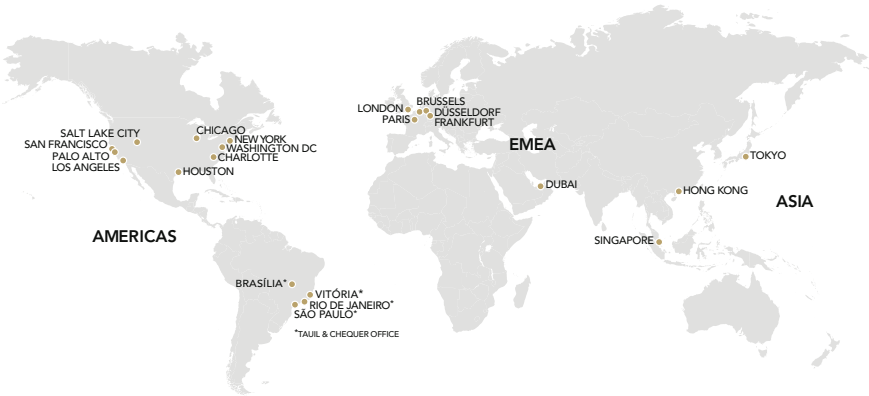 SALT LAKE CITY
SAN FRANCISCO
PALO ALTO
LOS ANGELES
CHICAGO
NEW YORK
WASHINGTON DC
CHARLOTTE
HOUSTON
AMERICAS
BRASÍLIA*
VITÓRIA*
RIO DE JANEIRO*
SÃO PAULO*
*TAUIL & CHEQUER OFFICE
LONDON
BRUSSELS
PARIS
DÜSSELDORF
FRANKFURT
EMEA
DUBAI
TOKYO
HONG KONG
ASIA
SINGAPORE